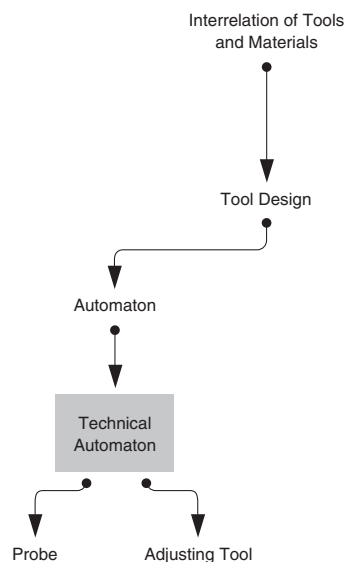 Interrelation of Tools
and Materials
Tool Design
Automaton
Technical
Automaton
Probe
Adjusting Tool